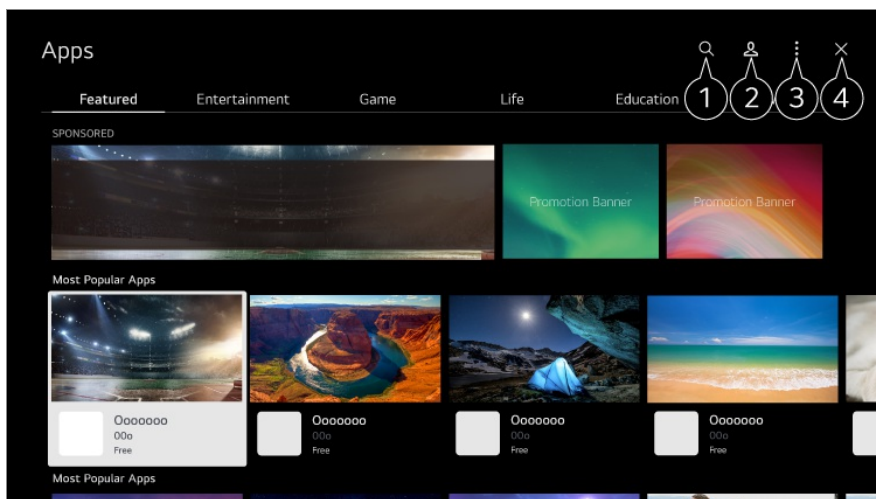 Apps
Featured Entertainment Game Life Education
1 2 3 4
SPONSORED
Promotion Banner Promotion Banner
Most Popular Apps
Ooooooo Ooooooo Ooooooo Ooooooo
00o 00o 00o 00o
Free Free Free Free
Most Popular Apps